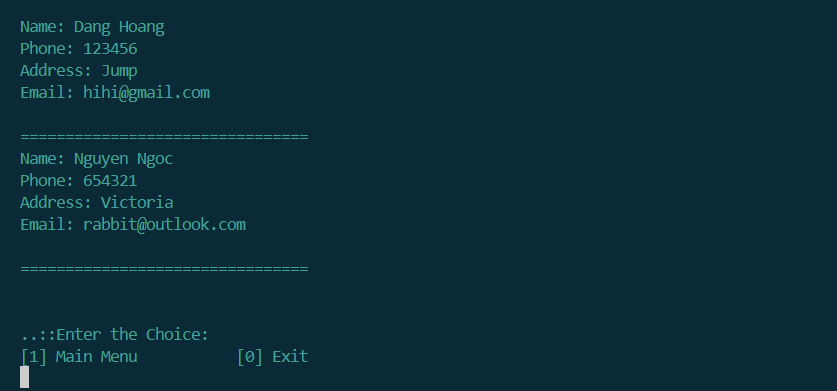 Name: Dang Hoang
Phone: 123456
Address: Jump
Email: hihi@gmail.com
================================
Name: Nguyen Ngoc
Phone: 654321
Address: Victoria
Email: rabbit@outlook.com
================================
..::Enter the Choice:
[1] Main Menu           [0] Exit